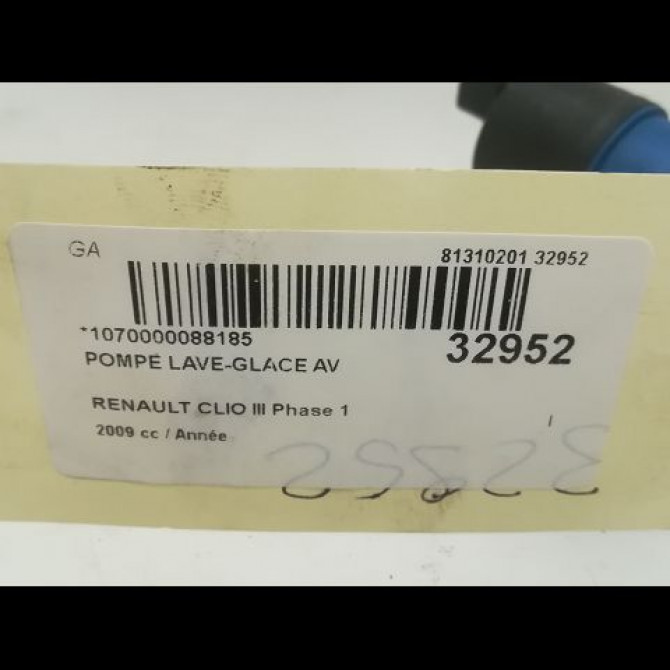 GA
81310201 32952
*1070000088185
32952
POMPE LAVE-GLACE AV
RENAULT CLIO III Phase 1
2009 cc / Année